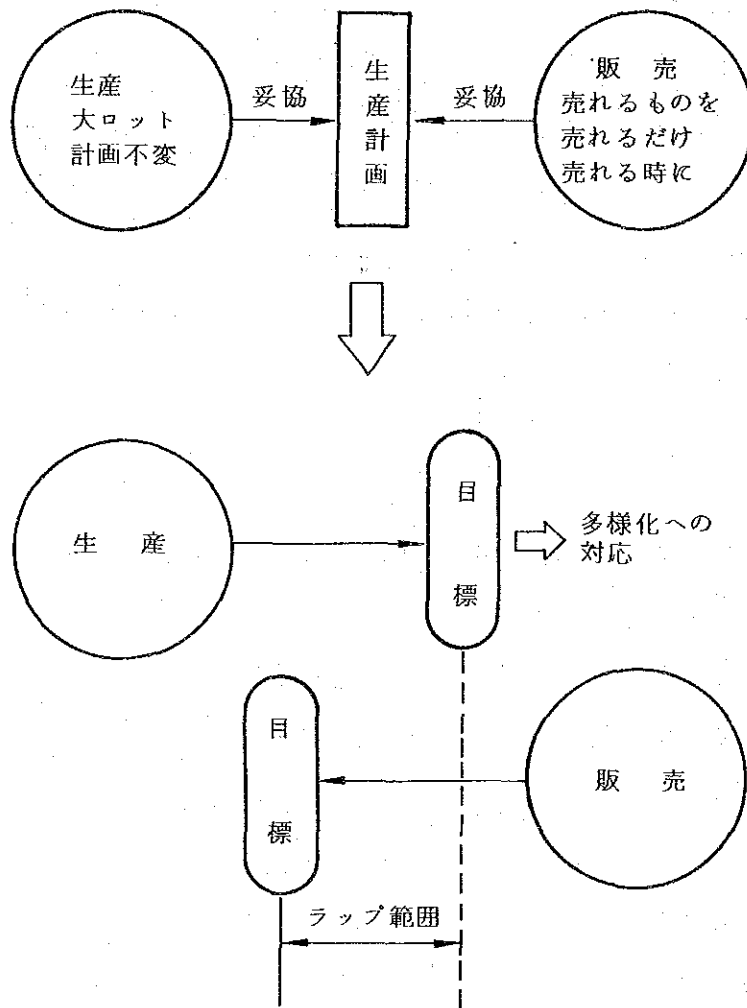 生産
大ロット
計画不変
妥協
生産計画
妥協
販売
売れるものを
売れるだけ
売れる時に
生産
目標
多様化への
対応
目標
販売
ラップ範囲